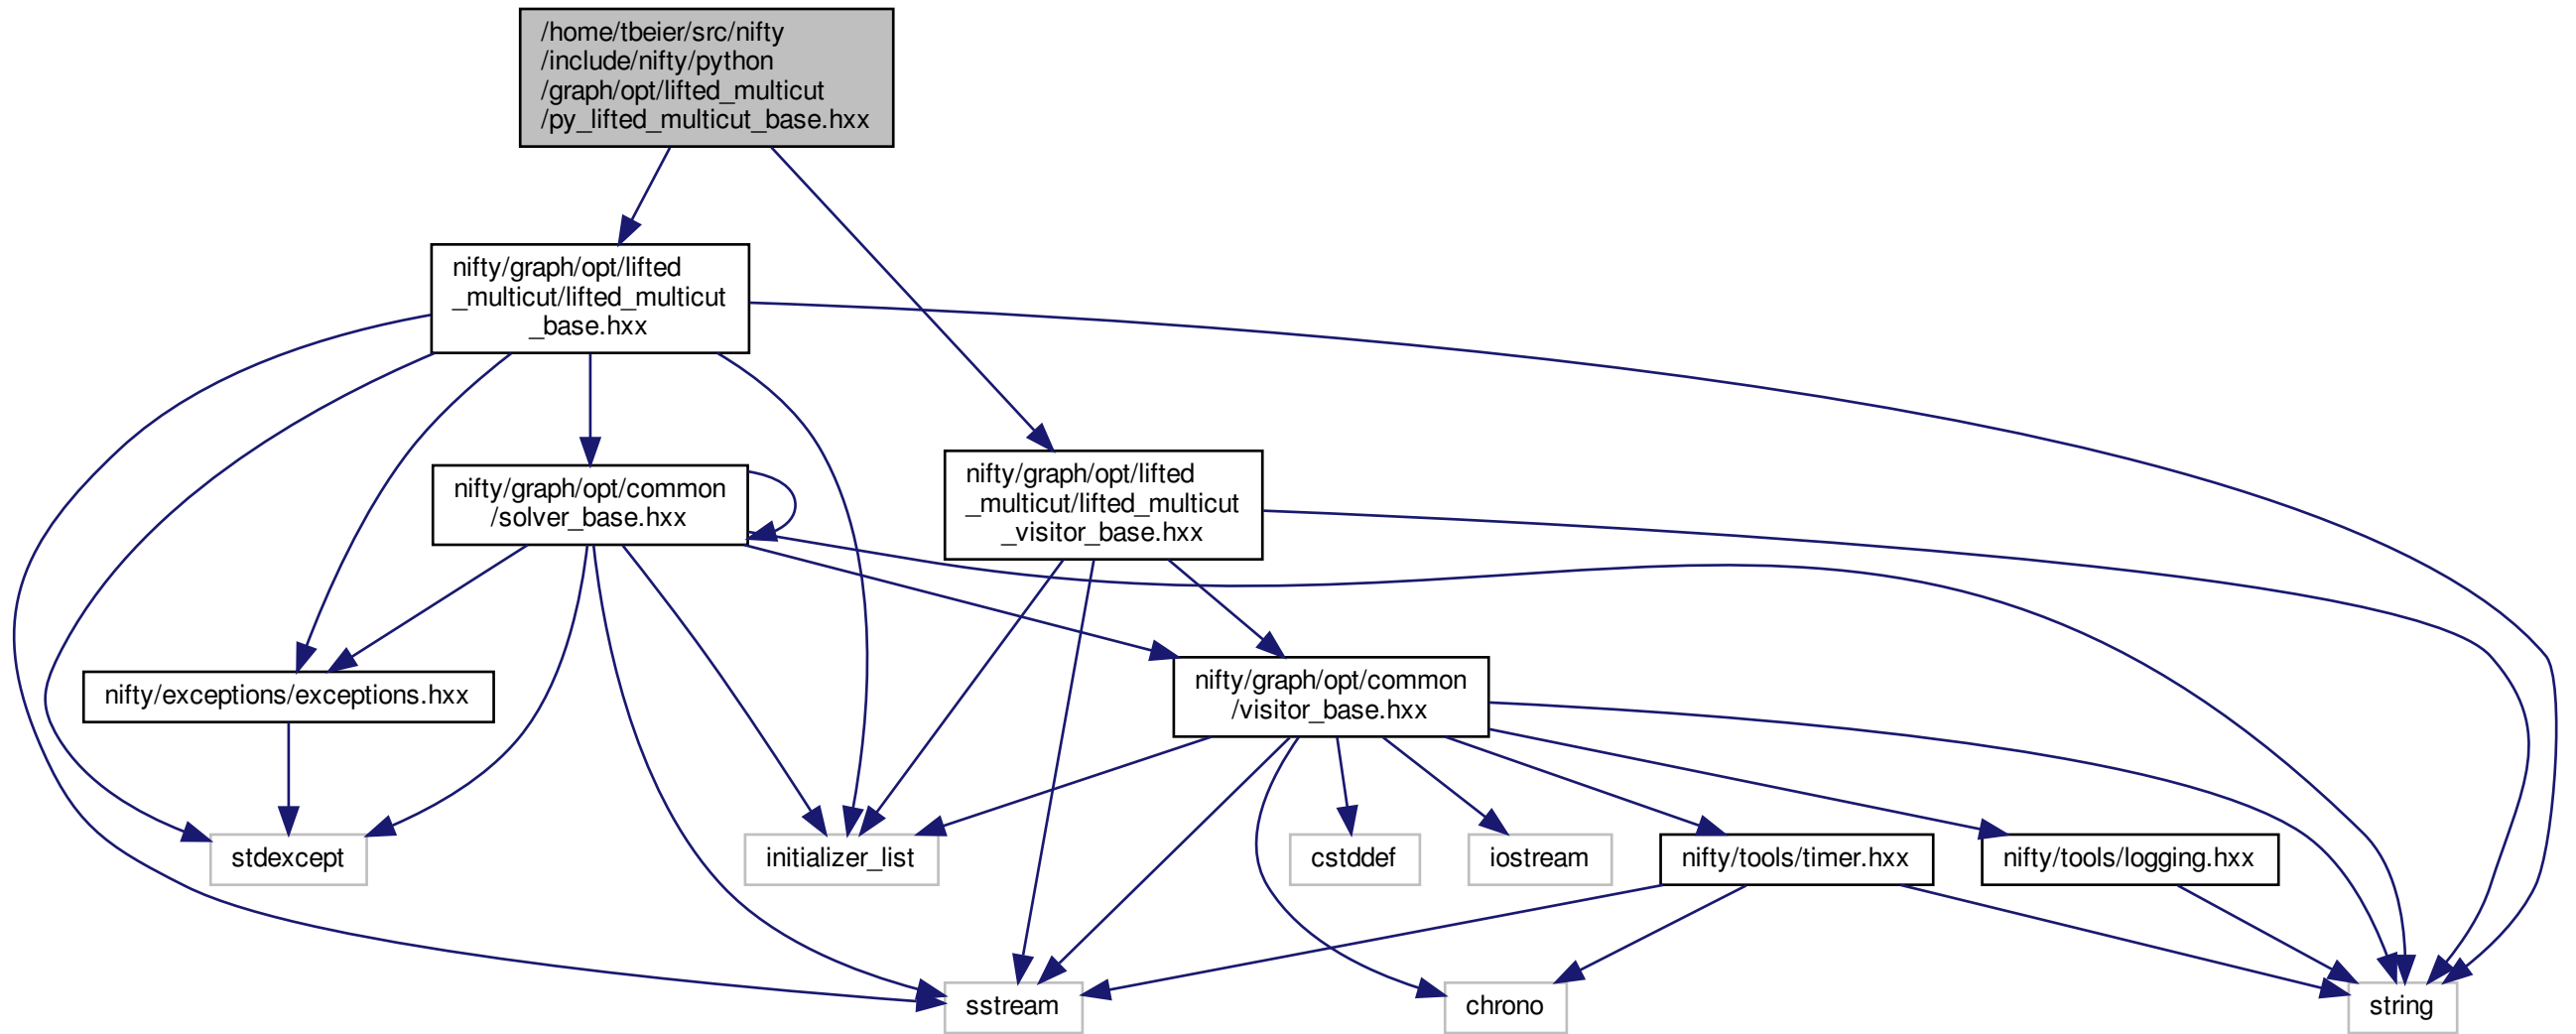 /home/tbeier/src/nifty
/include/nifty/python
/graph/opt/lifted_multicut
/py_lifted_multicut_base.hxx
nifty/graph/opt/lifted
_multicut/lifted_multicut
_base.hxx
nifty/graph/opt/common
/solver_base.hxx
nifty/graph/opt/lifted
_multicut/lifted_multicut
_visitor_base.hxx
nifty/exceptions/exceptions.hxx
nifty/graph/opt/common
/visitor_base.hxx
stdexcept
initializer_list
cstddef
iostream
nifty/tools/timer.hxx
nifty/tools/logging.hxx
sstream
chrono
string